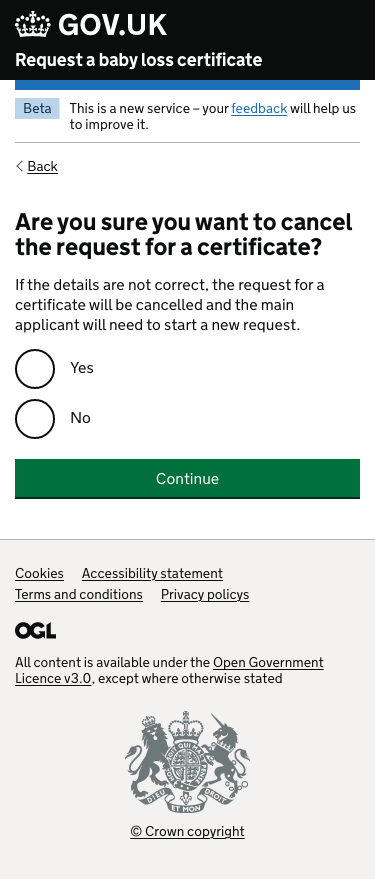 GOV.UK
Request a baby loss certificate
Beta This is a new service – your feedback will help us
to improve it.
Back
Are you sure you want to cancel
the request for a certificate?
If the details are not correct, the request for a
certificate will be cancelled and the main
applicant will need to start a new request.
Yes
No
Continue
Cookies Accessibility statement
Terms and conditions Privacy policys
OGL
All content is available under the Open Government
Licence v3.0, except where otherwise stated
DIEU ET MON DROIT
© Crown copyright